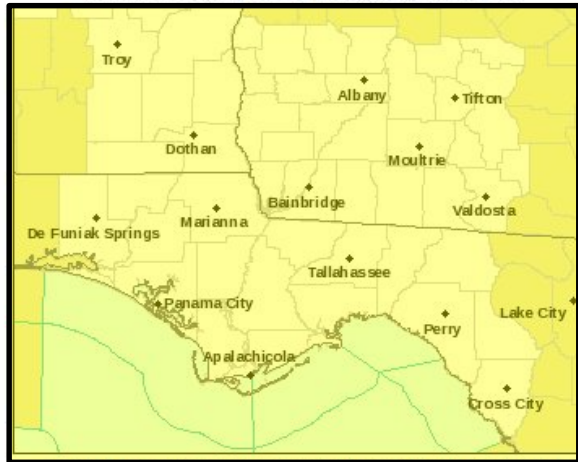 Troy
Albany
Tifton
Dothan
Moultrie
Bainbridge
Valdosta
Marianna
De Funiak Springs
Tallahassee
Panama City
Lake City
Perry
Apalachicola
Cross City